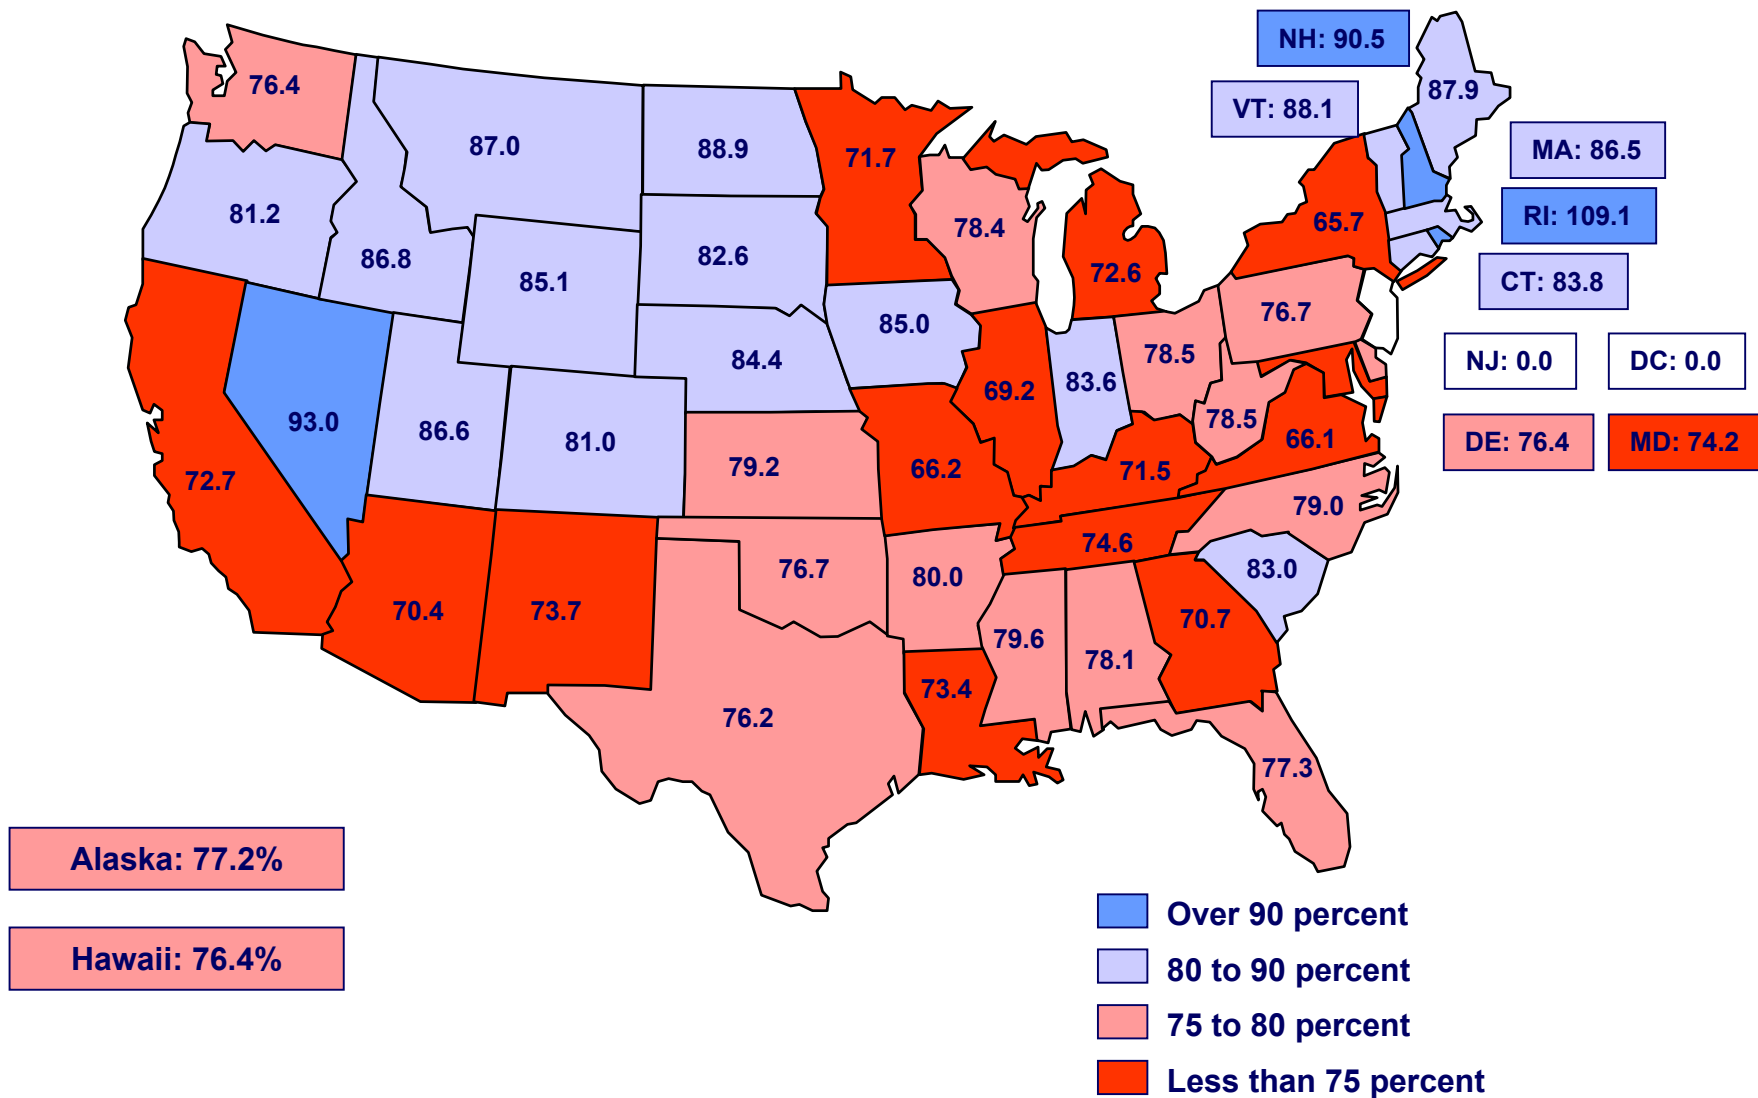 NH: 90.5
76.4
87.9
VT: 88.1
87.0
88.9
71.7
MA: 86.5
81.2
78.4
65.7
RI: 109.1
86.8
85.1
82.6
72.6
CT: 83.8
85.0
76.7
84.4
78.5
NJ: 0.0
DC: 0.0
69.2
83.6
93.0
86.6
81.0
78.5
66.1
DE: 76.4
MD: 74.2
72.7
79.2
66.2
71.5
79.0
74.6
76.7
80.0
83.0
70.4
73.7
79.6
78.1
70.7
73.4
76.2
77.3
Alaska: 77.2%
Hawaii: 76.4%
Over 90 percent
80 to 90 percent
75 to 80 percent
Less than 75 percent